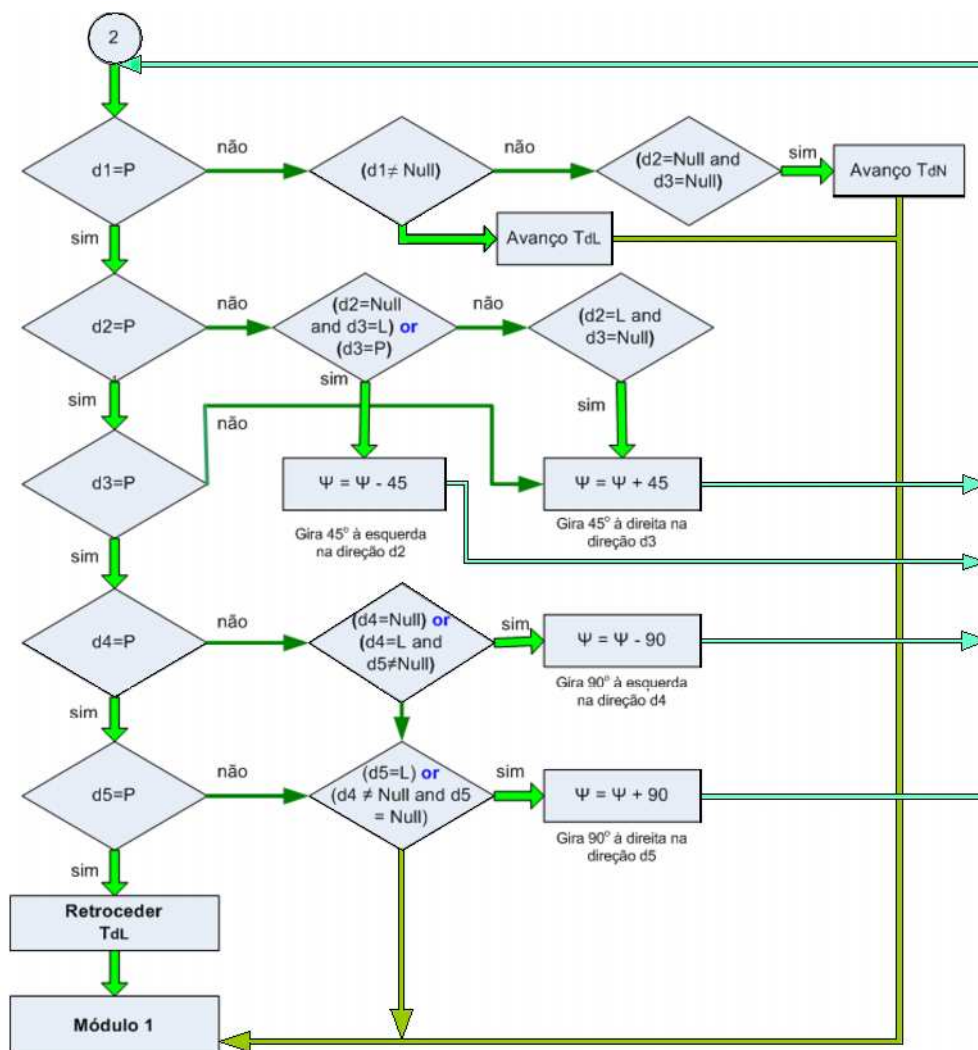 2
d1=P
não
(d1≠ Null)
não
(d2=Null and
d3=Null)
sim
Avanço TdN
sim
Avanço TdL
d2=P
não
(d2=Null
and d3=L) or
(d3=P)
não
(d2=L and
d3=Null)
sim
sim
sim
não
d3=P
Ψ = Ψ - 45
Ψ = Ψ + 45
Gira 45º à esquerda
na direção d2
Gira 45º à direita na
direção d3
sim
d4=P
não
(d4=Null) or
(d4=L and
d5≠Null)
sim
Ψ = Ψ - 90
Gira 90º à esquerda
na direção d4
sim
d5=P
não
(d5=L) or
(d4 ≠ Null and d5
= Null)
sim
Ψ = Ψ + 90
Gira 90º à direita na
direção d5
sim
Retroceder
TdL
Módulo 1